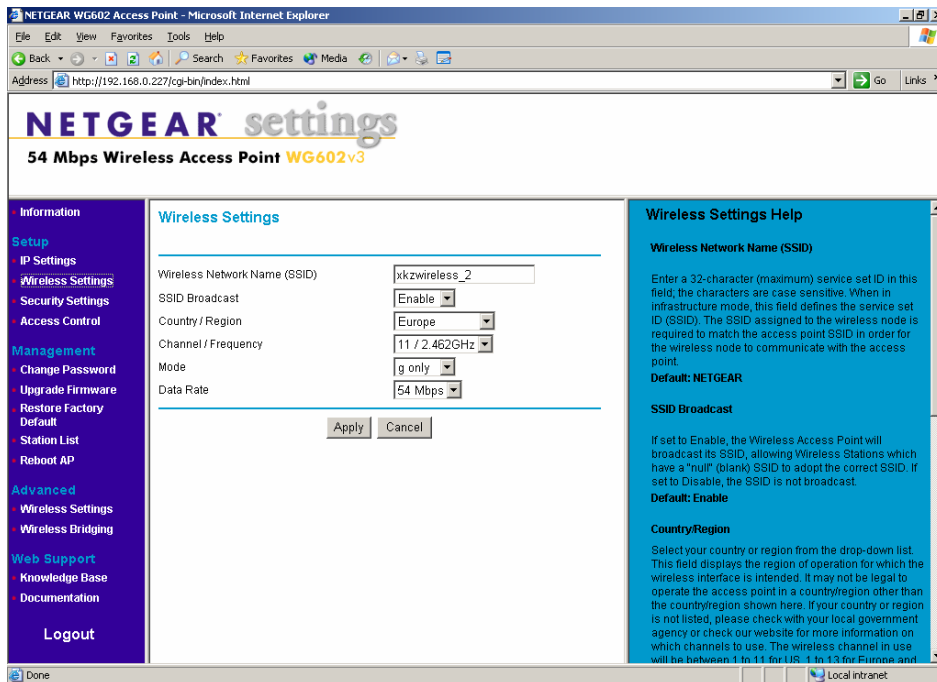 NETGEAR WG602 Access Point - Microsoft Internet Explorer
File Edit View Favorites Tools Help
Back Search Favorites Media
Address http://192.168.0.227/cgi-bin/index.html Go Links
NETGEAR settings
54 Mbps Wireless Access Point WG602v3
Information
Setup
IP Settings
Wireless Settings
Security Settings
Access Control
Management
Change Password
Upgrade Firmware
Restore Factory
Default
Station List
Reboot AP
Advanced
Wireless Settings
Wireless Bridging
Web Support
Knowledge Base
Documentation
Logout
Wireless Settings
Wireless Network Name (SSID) xkzwireless_2
SSID Broadcast Enable
Country / Region Europe
Channel / Frequency 11 / 2.462GHz
Mode g only
Data Rate 54 Mbps
Apply Cancel
Wireless Settings Help
Wireless Network Name (SSID)
Enter a 32-character (maximum) service set ID in this
field; the characters are case sensitive. When in
infrastructure mode, this field defines the service set
ID (SSID). The SSID assigned to the wireless node is
required to match the access point SSID in order for
the wireless node to communicate with the access
point.
Default: NETGEAR
SSID Broadcast
If set to Enable, the Wireless Access Point will
broadcast its SSID, allowing Wireless Stations which
have a "null" (blank) SSID to adopt the correct SSID. If
set to Disable, the SSID is not broadcast.
Default: Enable
Country/Region
Select your country or region from the drop-down list.
This field displays the region of operation for which the
wireless interface is intended. It may not be legal to
operate the access point in a country/region other than
the country/region shown here. If your country or region
is not listed, please check with your local government
agency or check our website for more information on
which channels to use. The wireless channel in use
will be between 1 to 11 for US, 1 to 13 for Europe and
Done Local intranet